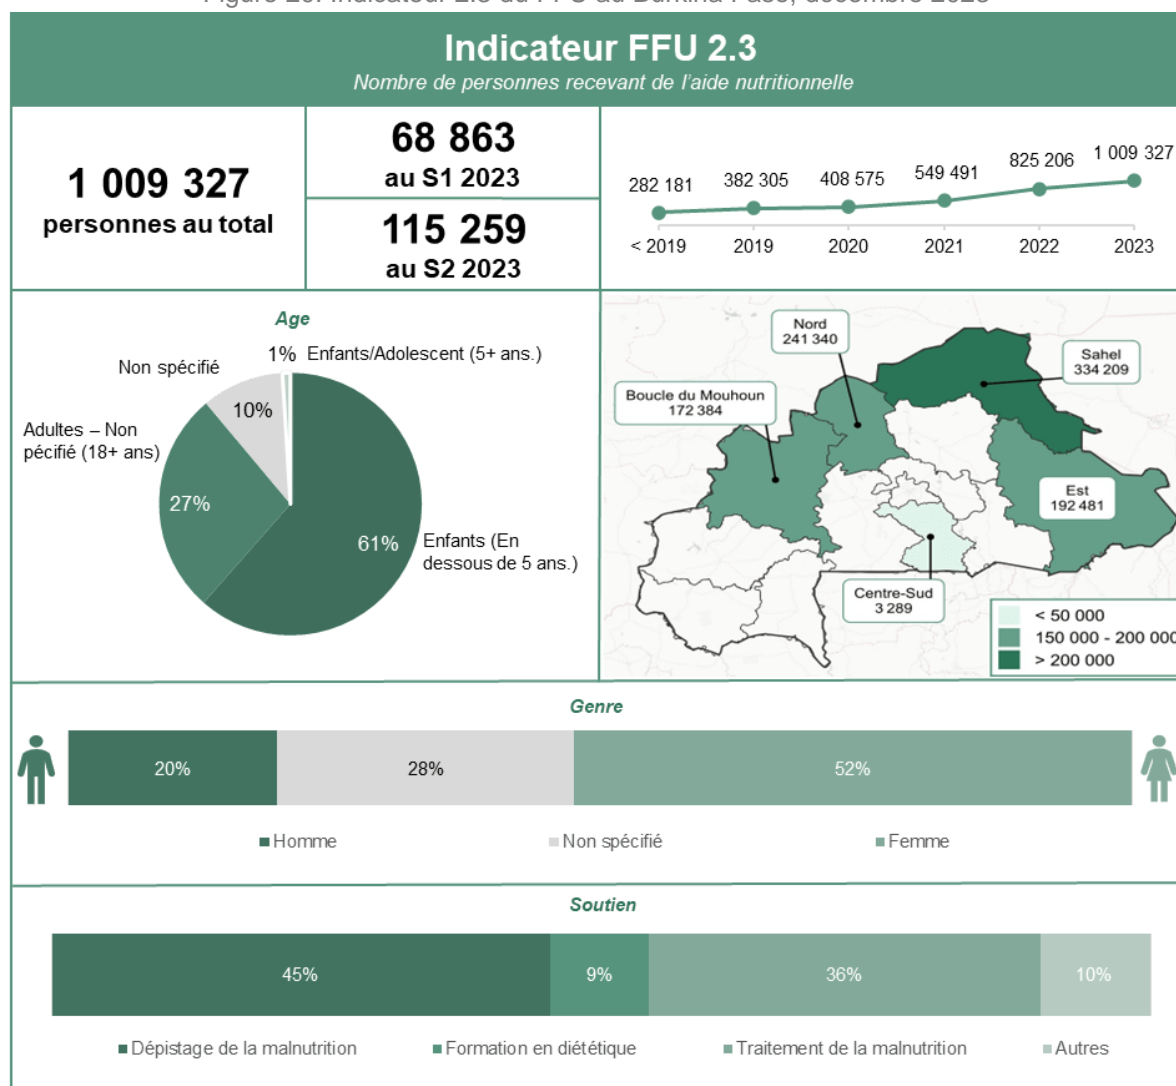 Indicateur FFU 2.3
Nombre de personnes recevant de l'aide nutritionnelle
1 009 327
personnes au total
68 863
au S1 2023
115 259
au S2 2023
282 181
382 305
408 575
549 491
825 206
1 009 327
< 2019
2019
2020
2021
2022
2023
Age
1%
Enfants/Adolescent (5+ ans.)
Non spécifié
10%
Adultes – Non
pécifié (18+ ans)
27%
61%
Enfants (En
dessous de 5 ans.)
Nord
241 340
Sahel
334 209
Boucle du Mouhoun
172 384
Est
192 481
Centre-Sud
3 289
< 50 000
150 000 - 200 000
> 200 000
Genre
20%
28%
52%
Homme
Non spécifié
Femme
Soutien
45%
9%
36%
10%
Dépistage de la malnutrition
Formation en diététique
Traitement de la malnutrition
Autres